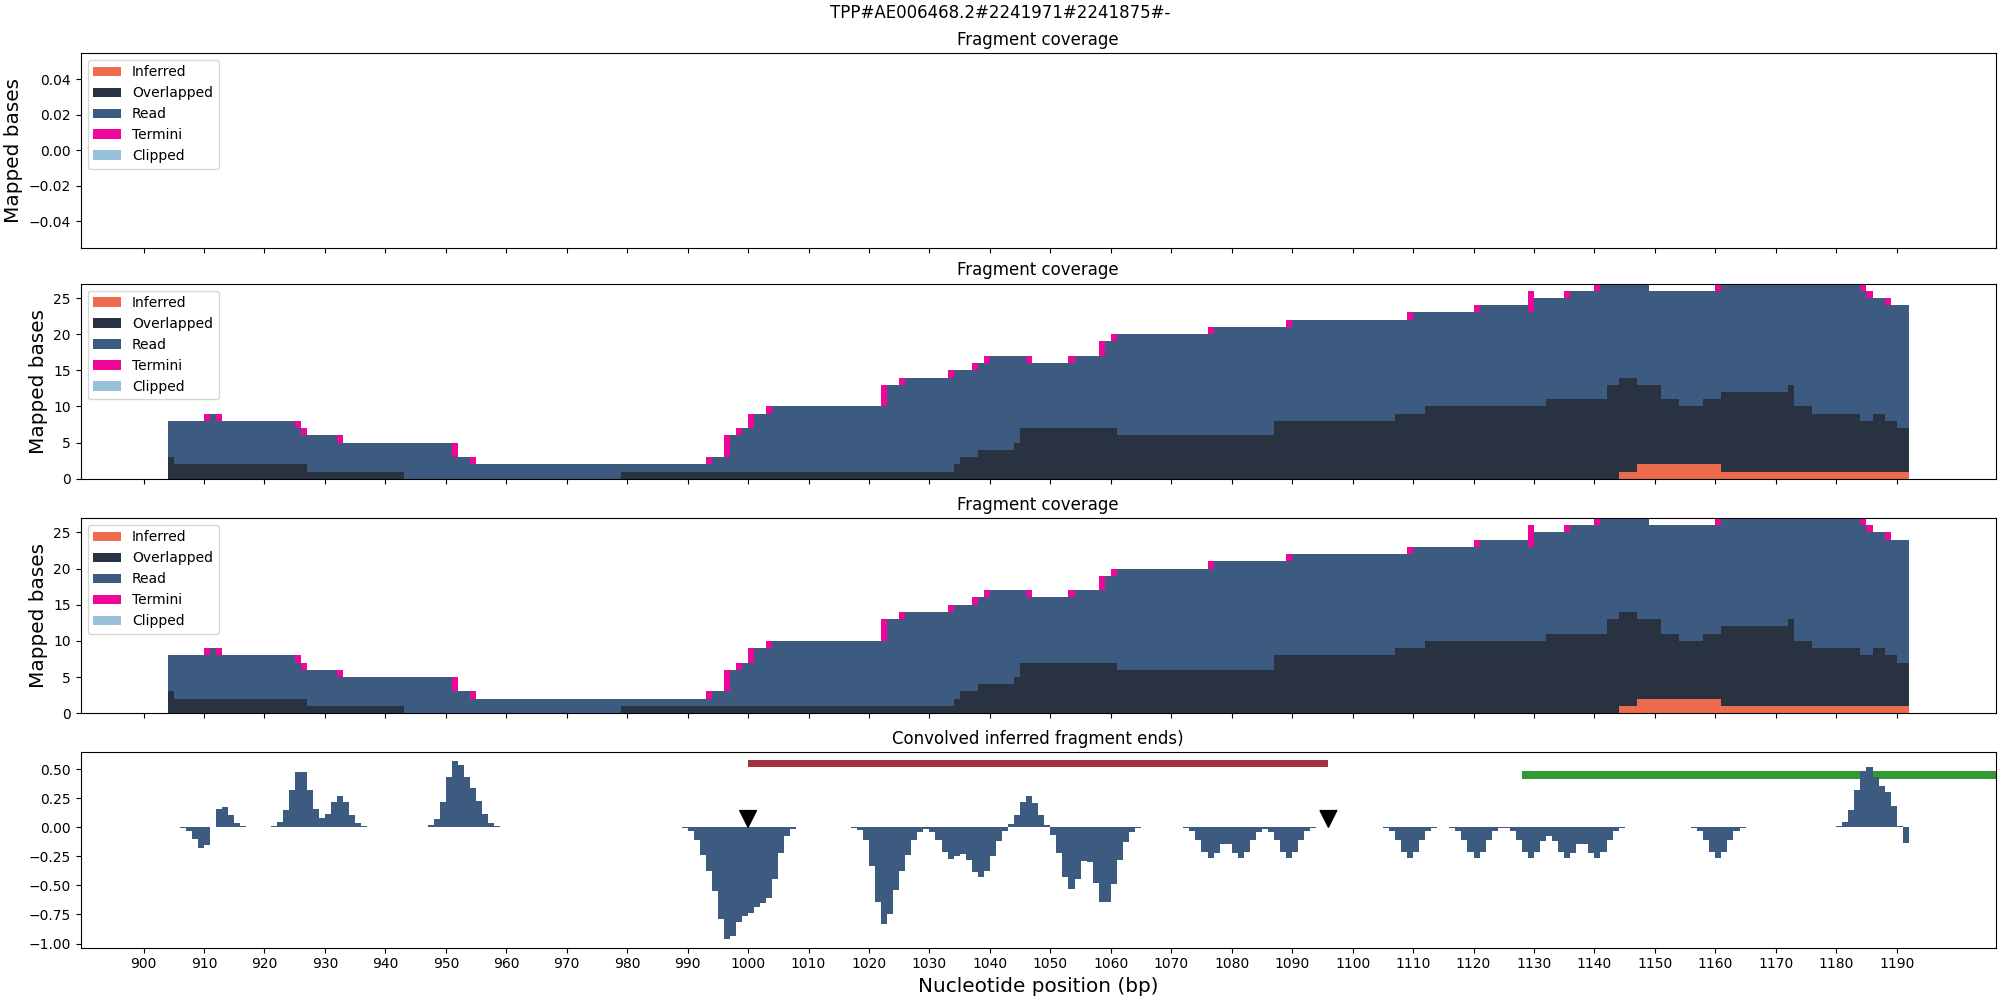 TPP#AE006468.2#2241971#2241875#-
Fragment coverage
Mapped bases
0.04
0.02
0.00
−0.02
−0.04
Inferred
Overlapped
Read
Termini
Clipped
Fragment coverage
Mapped bases
25
20
15
10
5
0
Inferred
Overlapped
Read
Termini
Clipped
Fragment coverage
Mapped bases
25
20
15
10
5
0
Inferred
Overlapped
Read
Termini
Clipped
Convolved inferred fragment ends)
0.50
0.25
0.00
−0.25
−0.50
−0.75
−1.00
900 910 920 930 940 950 960 970 980 990 1000 1010 1020 1030 1040 1050 1060 1070 1080 1090 1100 1110 1120 1130 1140 1150 1160 1170 1180 1190
Nucleotide position (bp)